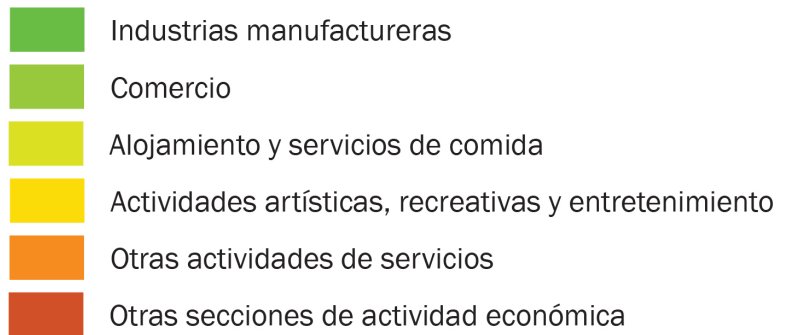 Industrias manufactureras
Comercio
Alojamiento y servicios de comida
Actividades artísticas, recreativas y entretenimiento
Otras actividades de servicios
Otras secciones de actividad económica